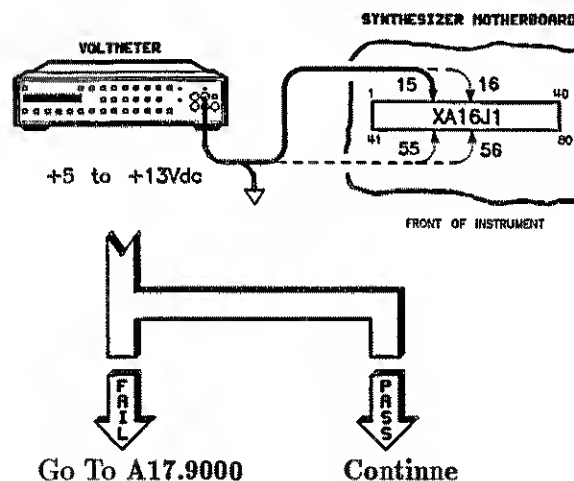 SYNTHESIZER MOTHERBOARD
VOLTMETER
15 16
1 40
XA16J1
41 80
55 56
+5 to +13Vdc
FRONT OF INSTRUMENT
FAIL PASS
Go To A17.9000 Continne